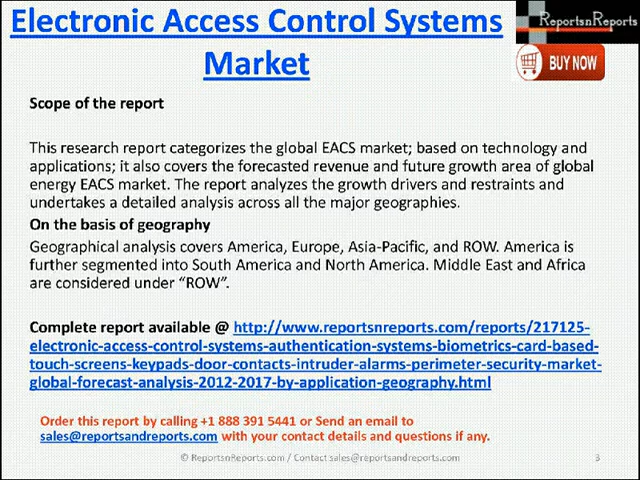 Electronic Access Control Systems
Market
ReportsnReports
BUY NOW
Scope of the report
This research report categorizes the global EACS market; based on technology and
applications; it also covers the forecasted revenue and future growth area of global
energy EACS market. The report analyzes the growth drivers and restraints and
undertakes a detailed analysis across all the major geographies.
On the basis of geography
Geographical analysis covers America, Europe, Asia-Pacific, and ROW. America is
further segmented into South America and North America. Middle East and Africa
are considered under “ROW”.
Complete report available @ http://www.reportsnreports.com/reports/217125-
electronic-access-control-systems-authentication-systems-biometrics-card-based-
touch-screens-keypads-door-contacts-intruder-alarms-perimeter-security-market-
global-forecast-analysis-2012-2017-by-application-geography.html
Order this report by calling +1 888 391 5441 or Send an email to
sales@reportsandreports.com with your contact details and questions if any.
© ReportsnReports.com / Contact sales@reportsandreports.com
3